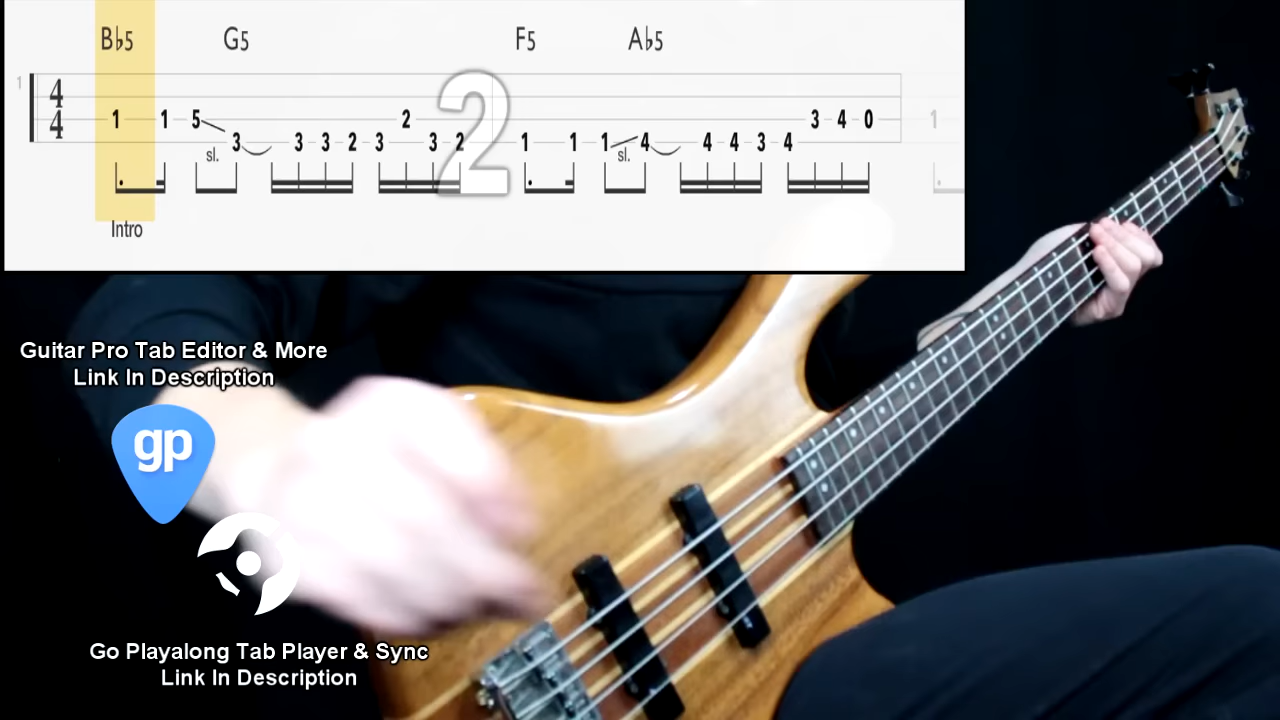 B♭5 G5 F5 A♭5
1
4
4
1 1 5 2 3 4 0 1
3 3 3 2 3 3 2 1 1 1 4 4 4 3 4
sl. sl.
2
Intro
Guitar Pro Tab Editor & More
Link In Description
gp
Go Playalong Tab Player & Sync
Link In Description